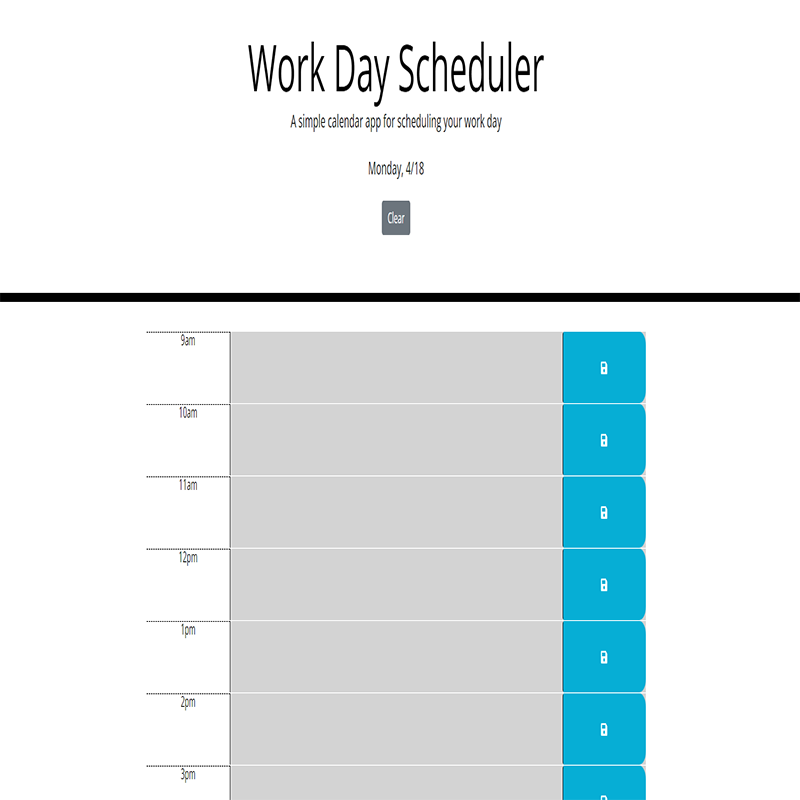 Work Day Scheduler
A simple calendar app for scheduling your work day
Monday, 4/18
Clear
9am
10am
11am
12pm
1pm
2pm
3pm